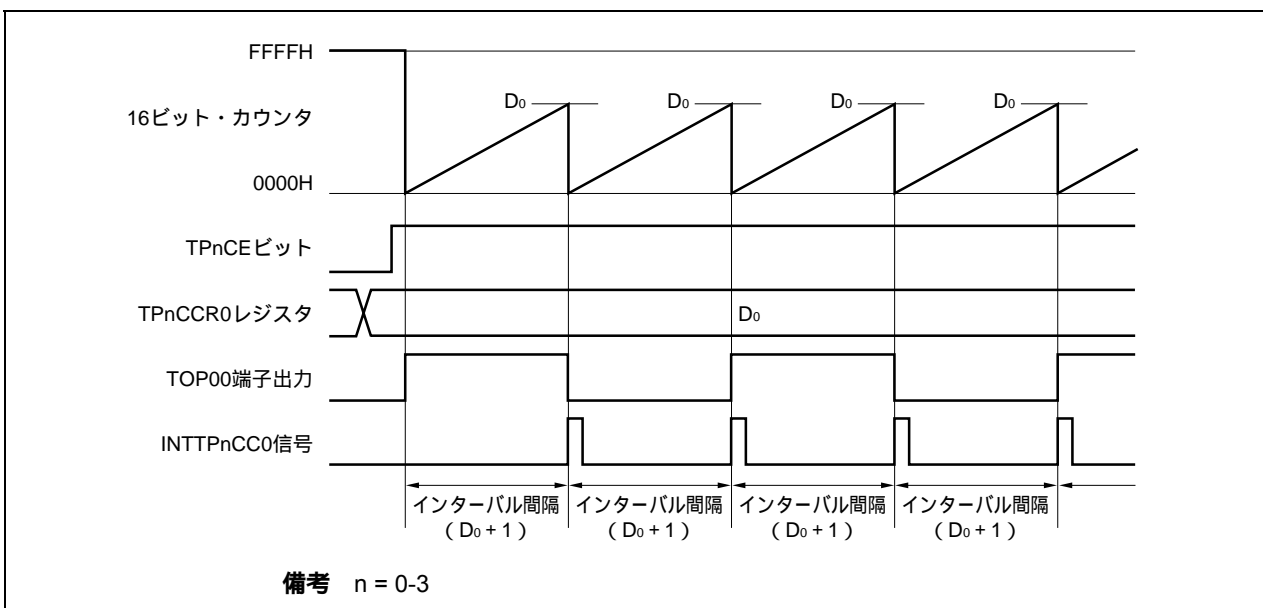 FFFFH
D₀ D₀ D₀ D₀
16ビット・カウンタ
0000H
TPnCEビット
TPnCCR0レジスタ D₀
TOP00端子出力
INTTPnCC0信号
インターバル間隔 インターバル間隔 インターバル間隔 インターバル間隔
（D₀+1） （D₀+1） （D₀+1） （D₀+1）
備考 n = 0-3